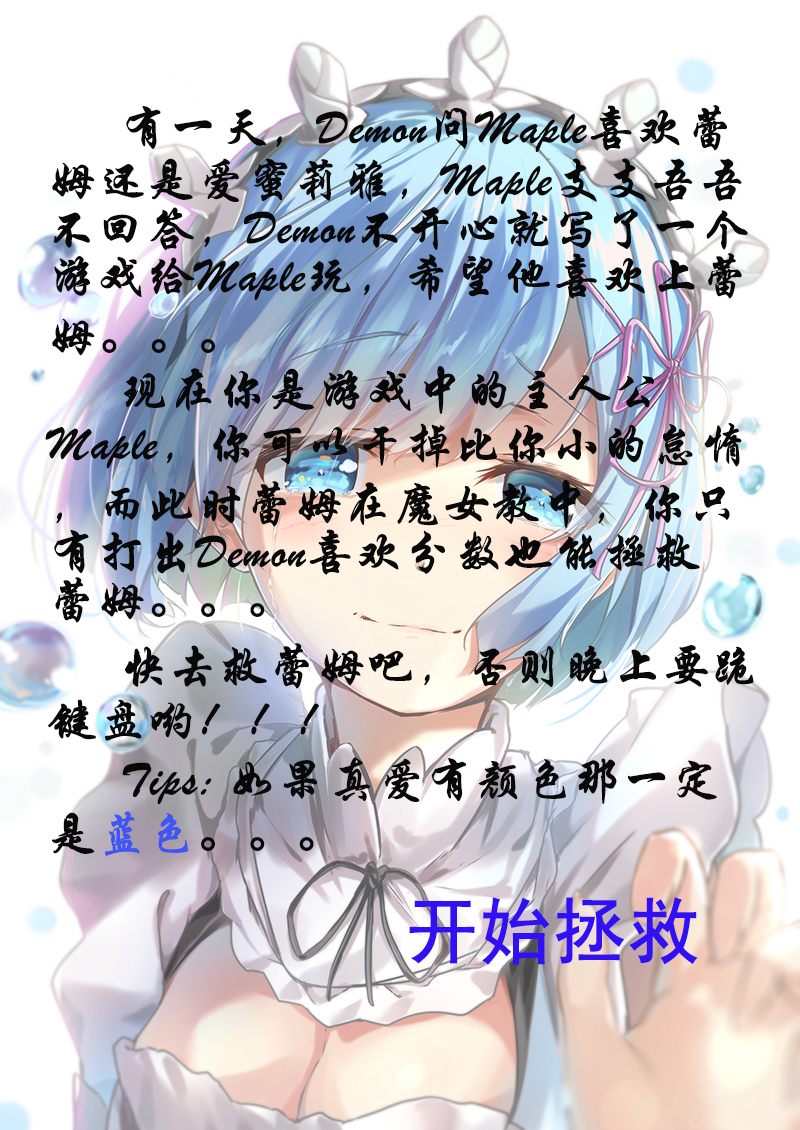 有一天，Demon问Maple喜欢蕾
姆还是爱蜜莉雅，Maple支支吾吾
不回答，Demon不开心就写了一个
游戏给Maple玩，希望他喜欢上蕾
姆。。。
现在你是游戏中的主人公
Maple，你可以干掉比你小的怠惰
，而此时蕾姆在魔女教中，你只
有打出Demon喜欢分数也能拯救
蕾姆。。。
快去救蕾姆吧，否则晚上要跪
键盘哟！！！
Tips: 如果真爱有颜色那一定
是蓝色。。。
开始拯救